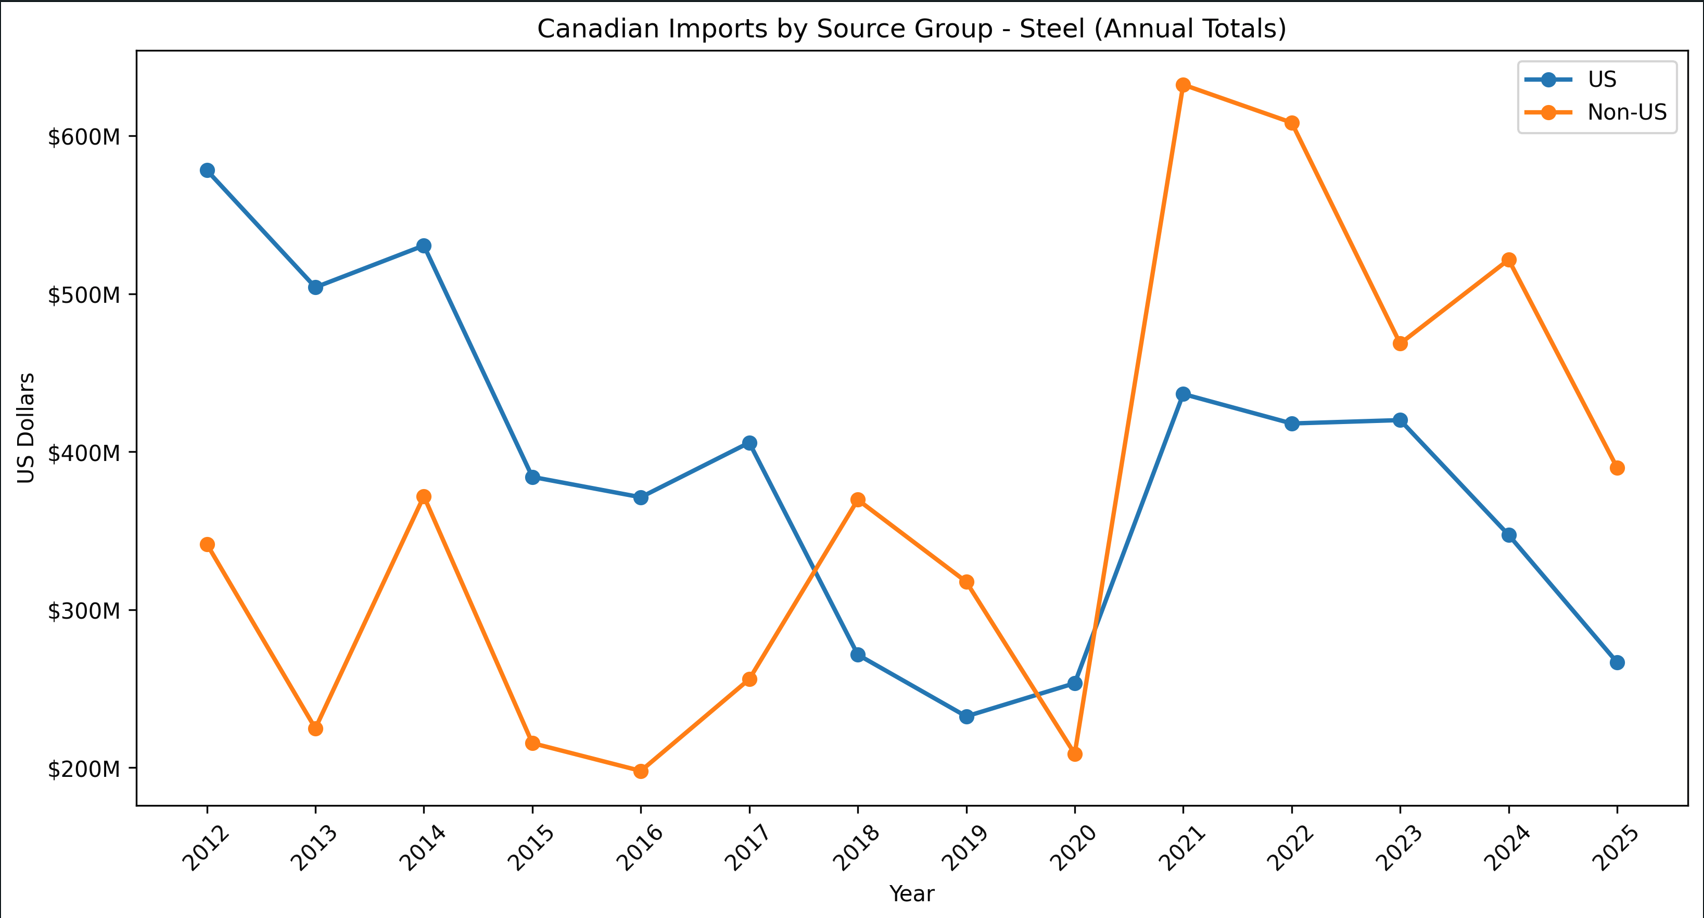 Canadian Imports by Source Group - Steel (Annual Totals)
US
Non-US
$600M
$500M
$400M
$300M
$200M
US Dollars
2012
2013
2014
2015
2016
2017
2018
2019
2020
2021
2022
2023
2024
2025
Year